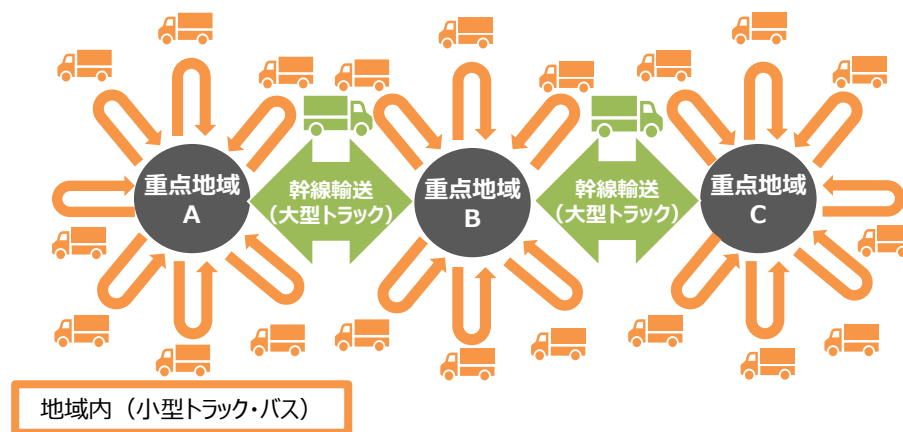 重点地域
A
幹線輸送
（大型トラック）
重点地域
B
幹線輸送
（大型トラック）
重点地域
C
地域内（小型トラック・バス）